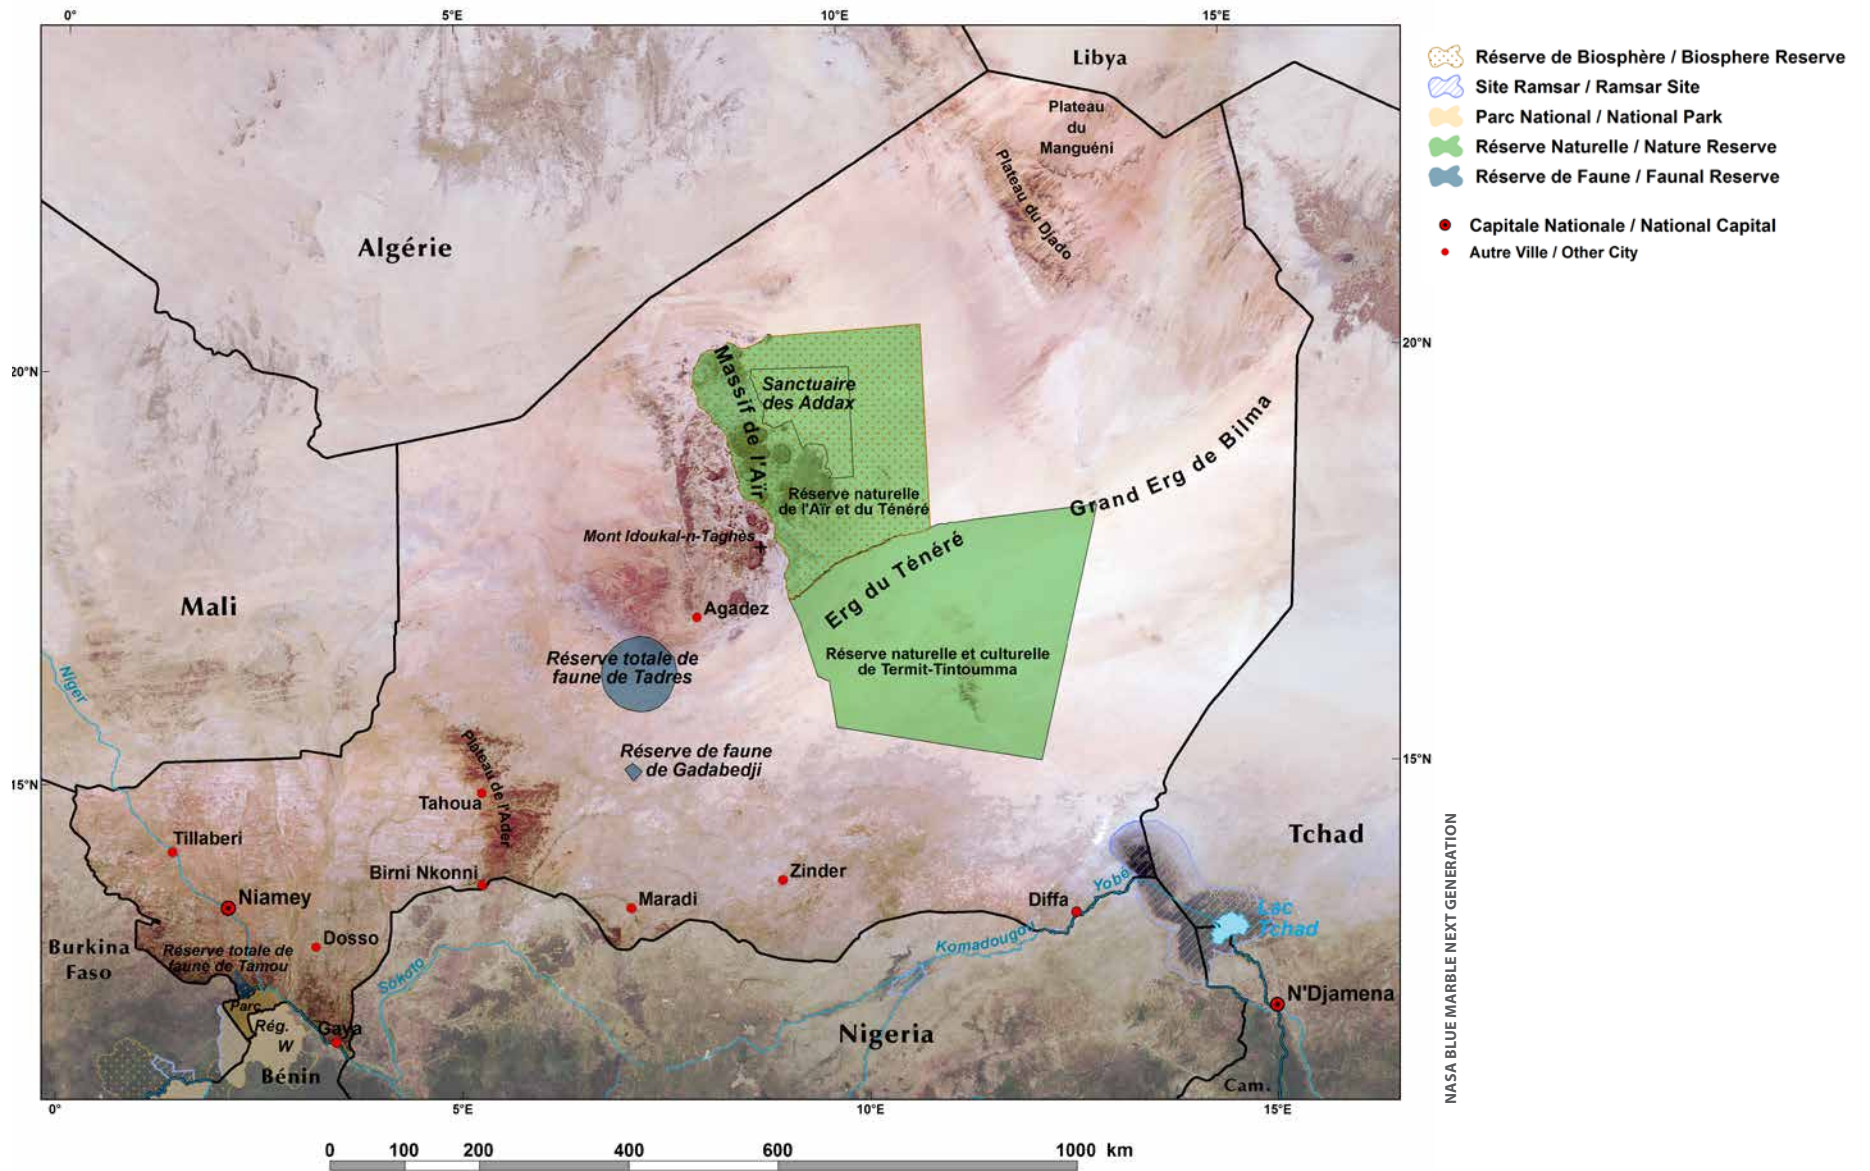 0°
5°E
10°E
15°E
Libya
Plateau
du
Manguéni
Plateau du Djado
Algérie
20°N
20°N
Massif de l'Aïr
Sanctuaire
des Addax
Grand Erg de Bilma
Réserve naturelle
de l'Aïr et du Ténéré
Mont Idoukal-n-Taghès
Erg du Ténéré
Mali
Agadez
Niger
Réserve totale de
faune de Tadres
Réserve naturelle et culturelle
de Termit-Tintoumma
Plateau de l'Ader
Réserve de faune
de Gadabedji
15°N
15°N
Tahoua
Tillaberi
Tchad
Birni Nkonni
Zinder
Niamey
Maradi
Diffa
Yobé
Lac
Tchad
Dosso
Burkina
Faso
Réserve totale de
faune de Tamou
Komadougou
Sokoto
N'Djamena
Parc
Rég.
W
Gaya
Nigeria
Bénin
Cam.
0°
5°E
10°E
15°E
0 100 200 400 600 1000 km
Réserve de Biosphère / Biosphere Reserve
Site Ramsar / Ramsar Site
Parc National / National Park
Réserve Naturelle / Nature Reserve
Réserve de Faune / Faunal Reserve
Capitale Nationale / National Capital
Autre Ville / Other City
NASA BLUE MARBLE NEXT GENERATION